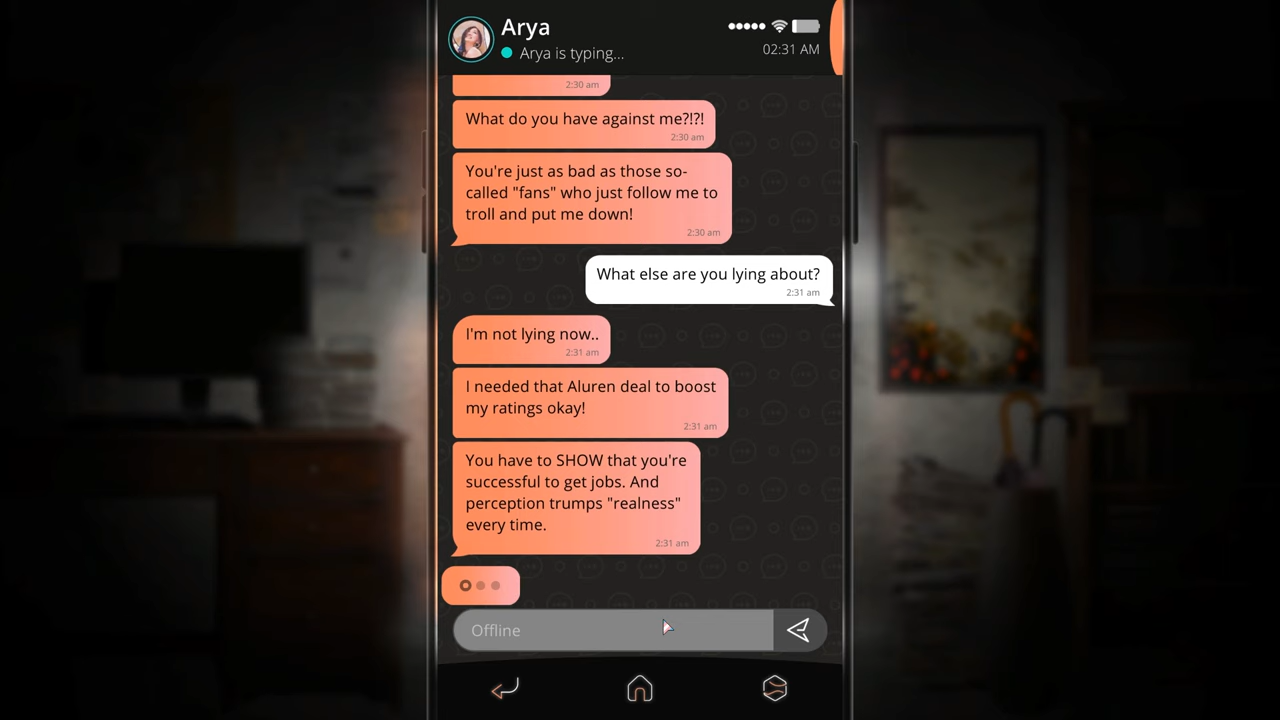 Arya
Arya is typing...
02:31 AM
2:30 am
What do you have against me?!?!
2:30 am
You're just as bad as those so-
called "fans" who just follow me to
troll and put me down!
2:30 am
What else are you lying about?
2:31 am
I'm not lying now..
2:31 am
I needed that Aluren deal to boost
my ratings okay!
2:31 am
You have to SHOW that you're
successful to get jobs. And
perception trumps "realness"
every time.
2:31 am
Offline